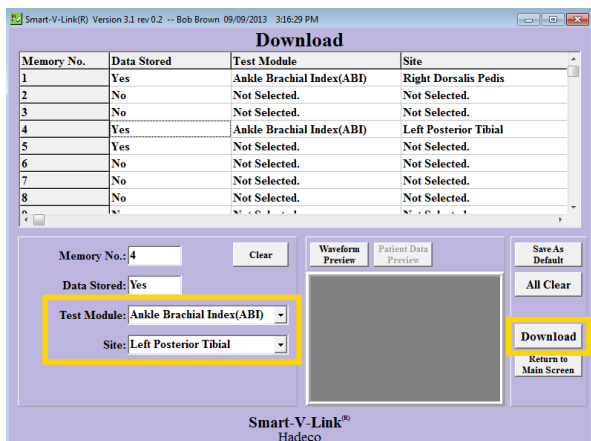 Smart-V-Link(R) Version 3.1 rev 0.2 -- Bob Brown 09/09/2013 3:16:29 PM
Download
Memory No. Data Stored Test Module Site
1 Yes Ankle Brachial Index(ABI) Right Dorsalis Pedis
2 No Not Selected. Not Selected.
3 No Not Selected. Not Selected.
4 Yes Ankle Brachial Index(ABI) Left Posterior Tibial
5 Yes Not Selected. Not Selected.
6 No Not Selected. Not Selected.
7 No Not Selected. Not Selected.
8 No Not Selected. Not Selected.
Memory No.: 4 Clear
Data Stored: Yes
Test Module: Ankle Brachial Index(ABI)
Site: Left Posterior Tibial
Waveform
Preview
Patient Data
Preview
Save As
Default
All Clear
Download
Return to
Main Screen
Smart-V-Link(R)
Hadeco